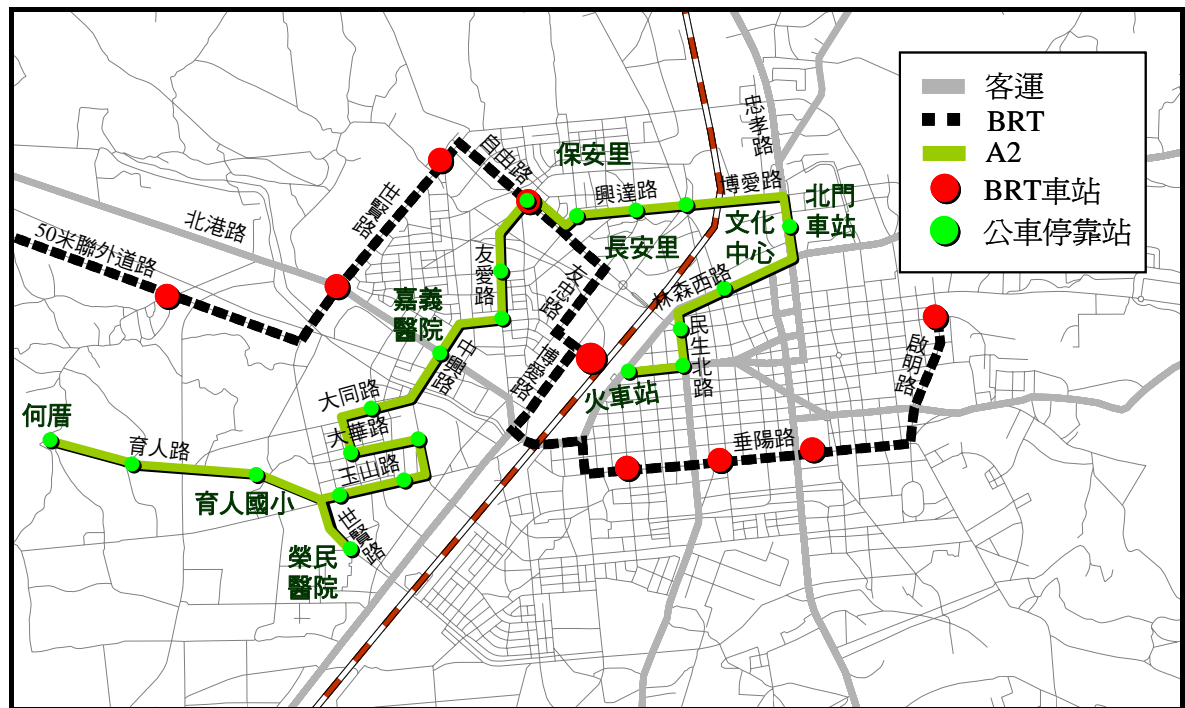 客運
BRT
A2
BRT車站
公車停靠站
忠孝路
自由路
保安里
世賢路
興達路
博愛路
北門
車站
北港路
50米聯外道路
文化
中心
長安里
友愛路
友忠路
林森西路
嘉義
醫院
民生北路
中興路
博愛路
啟明路
火車站
大同路
何厝
大華路
育人路
垂陽路
玉山路
育人國小
世賢路
榮民
醫院